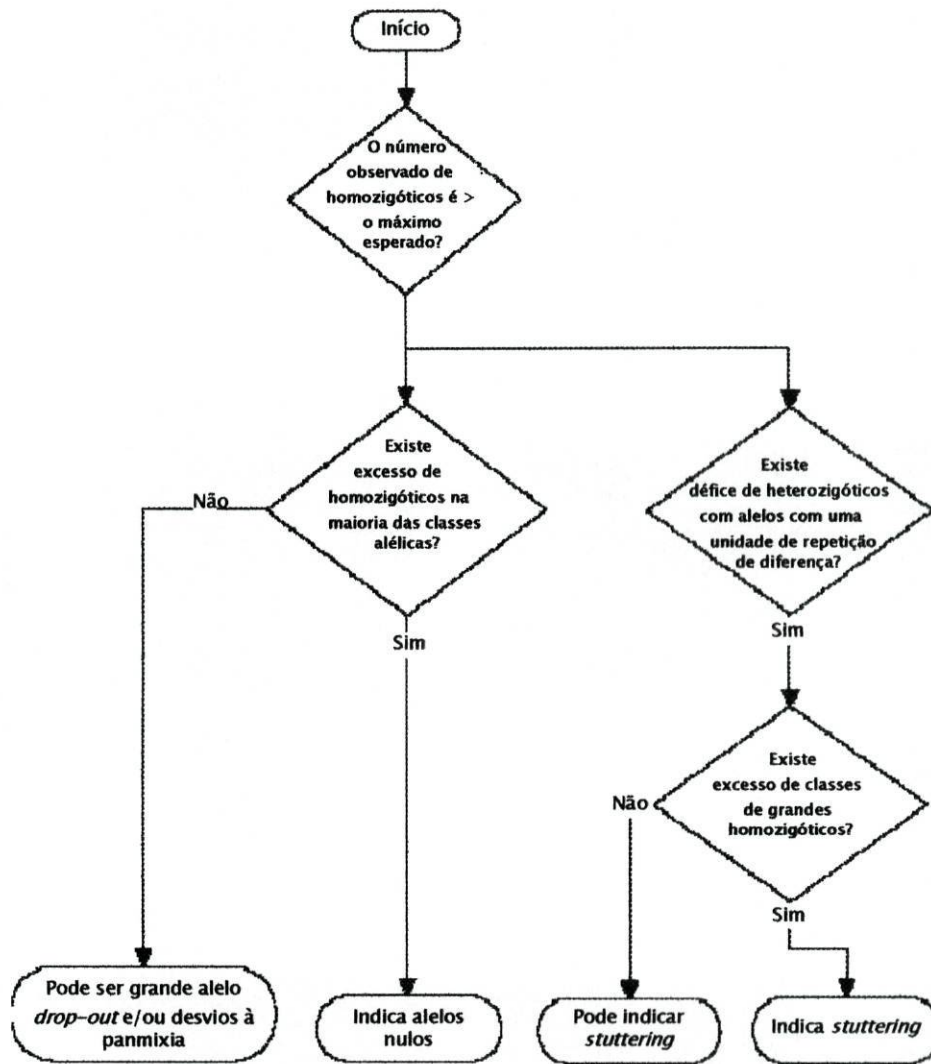 Início
O número
observado de
homozigóticos é >
o máximo
esperado?
Existe
excesso de
homozigóticos na
maioria das classes
alélicas?
Não
Sim
Existe
défice de heterozigóticos
com alelos com uma
unidade de repetição
de diferença?
Sim
Existe
excesso de classes
de grandes
homozigóticos?
Não
Sim
Pode ser grande alelo
drop-out e/ou desvios à
panmixia
Indica alelos
nulos
Pode indicar
stuttering
Indica stuttering